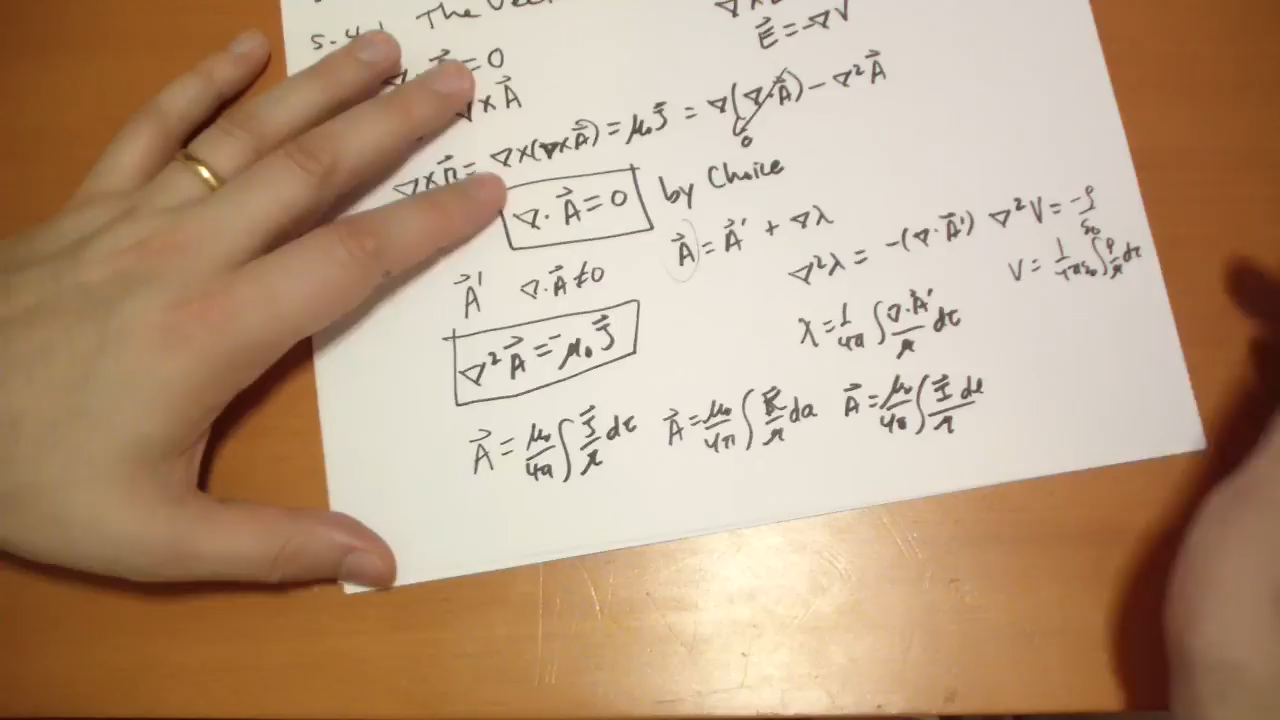 5.4.1 The Vec
E⃗ = -∇V
= 0
∇×A⃗
∇×B⃗ = ∇×(∇×A⃗) = μ₀J⃗ = ∇(∇·A⃗) - ∇²A⃗
0
∇·A⃗ = 0 by Choice
A⃗ = A⃗' + ∇λ
∇²λ = -(∇·A⃗') ∇²V = -ρ/ε₀
A⃗' ∇·A⃗ ≠ 0
λ = 1/4π ∫ ∇·A⃗'/r dτ V = 1/4πε₀ ∫ ρ/r dτ
∇²A⃗ = -μ₀J⃗
A⃗ = μ₀/4π ∫ J⃗/r dτ A⃗ = μ₀/4π ∫ K⃗/r da A⃗ = μ₀/4π ∫ I⃗ dl/r